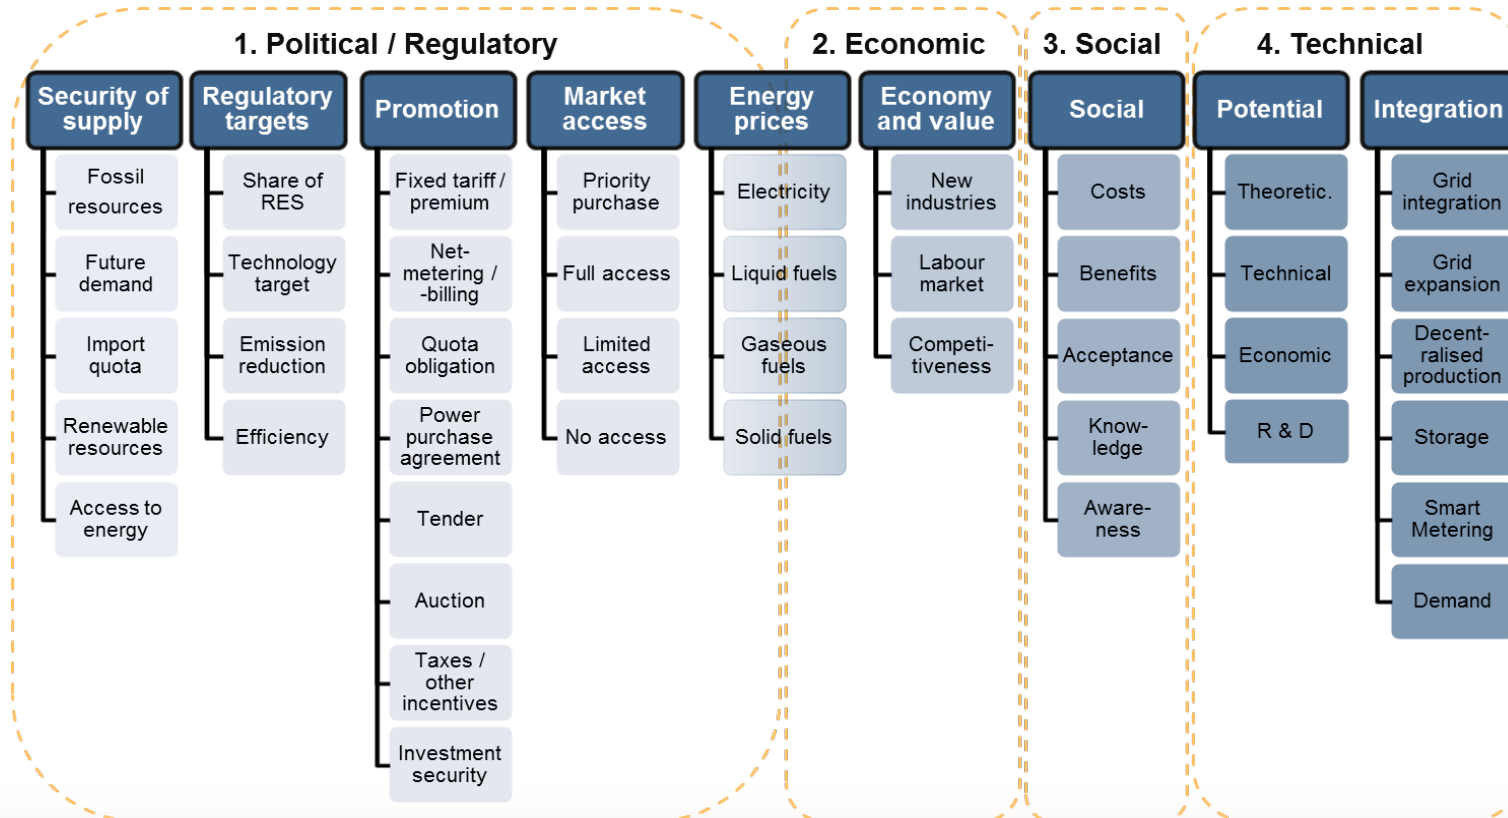 1. Political / Regulatory
2. Economic
3. Social
4. Technical
Security of
supply
Fossil
resources
Future
demand
Import
quota
Renewable
resources
Access to
energy
Regulatory
targets
Share of
RES
Technology
target
Emission
reduction
Efficiency
Promotion
Fixed tariff /
premium
Net-
metering /
-billing
Quota
obligation
Power
purchase
agreement
Tender
Auction
Taxes /
other
incentives
Investment
security
Market
access
Priority
purchase
Full access
Limited
access
No access
Energy
prices
Electricity
Liquid fuels
Gaseous
fuels
Solid fuels
Economy
and value
New
industries
Labour
market
Competi-
tiveness
Social
Costs
Benefits
Acceptance
Know-
ledge
Aware-
ness
Potential
Theoretic.
Technical
Economic
R & D
Integration
Grid
integration
Grid
expansion
Decent-
ralised
production
Storage
Smart
Metering
Demand